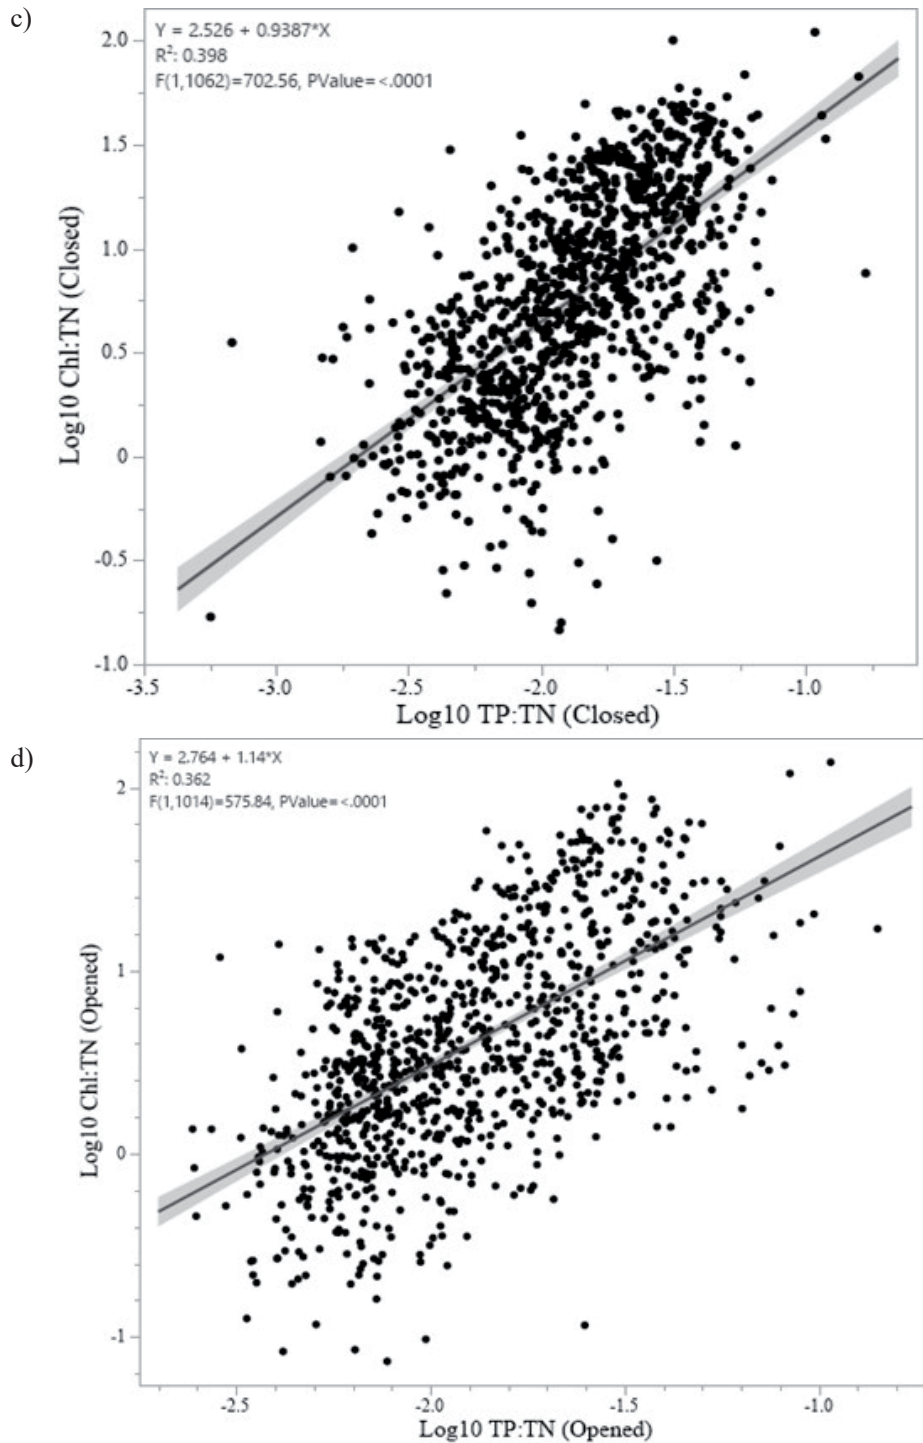 c)
Y = 2.526 + 0.9387*X
R²: 0.398
F(1,1062)=702.56, PValue=<.0001
2.0
1.5
1.0
0.5
0
-0.5
-1.0
Log10 Chl:TN (Closed)
-3.5 -3.0 -2.5 -2.0 -1.5 -1.0
Log10 TP:TN (Closed)
d)
Y = 2.764 + 1.14*X
R²: 0.362
F(1,1014)=575.84, PValue=<.0001
2
1
0
-1
Log10 Chl:TN (Opened)
-2.5 -2.0 -1.5 -1.0
Log10 TP:TN (Opened)